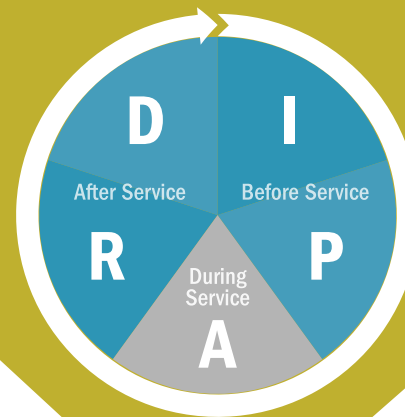 D I
After Service Before Service
R P
During
Service
A